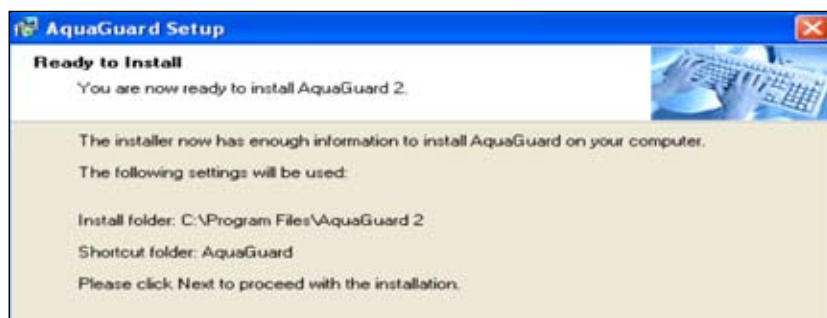 AquaGuard Setup
Ready to Install
You are now ready to install AquaGuard 2.
The installer now has enough information to install AquaGuard on your computer.
The following settings will be used:
Install folder: C:\Program Files\AquaGuard 2
Shortcut folder: AquaGuard
Please click Next to proceed with the installation.